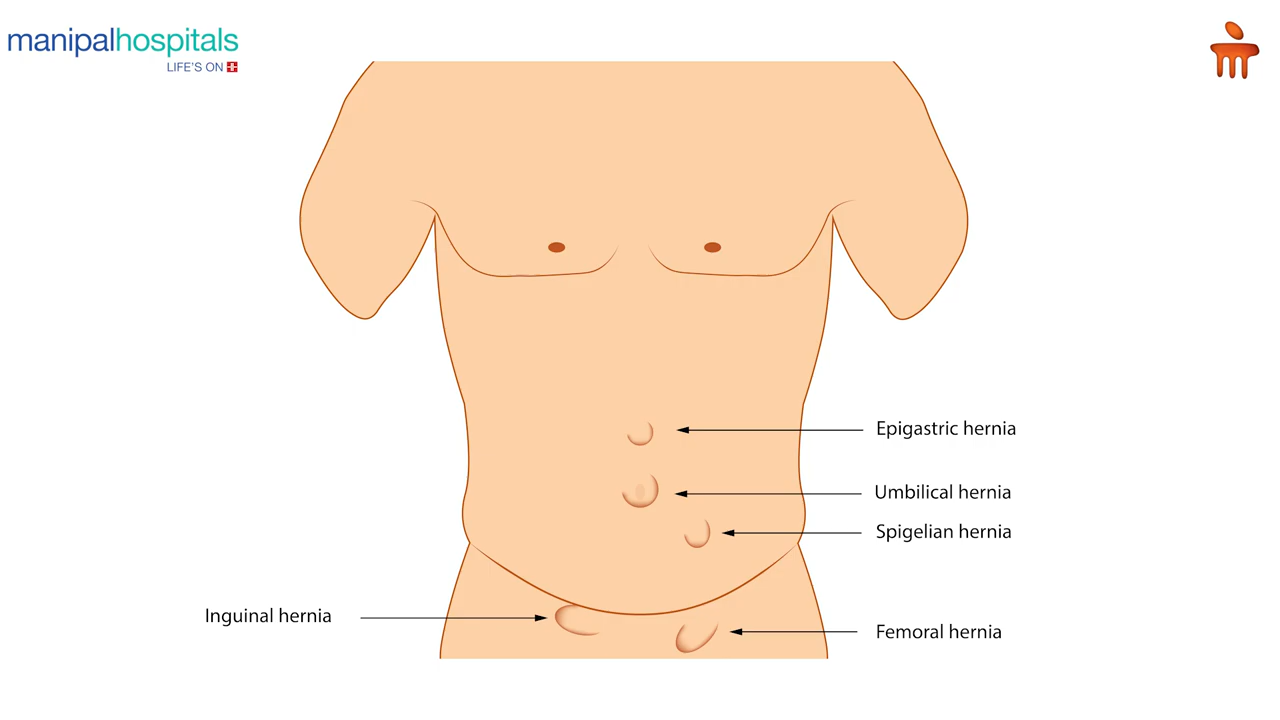 manipalhospitals
LIFE'S ON
Epigastric hernia
Umbilical hernia
Spigelian hernia
Inguinal hernia
Femoral hernia